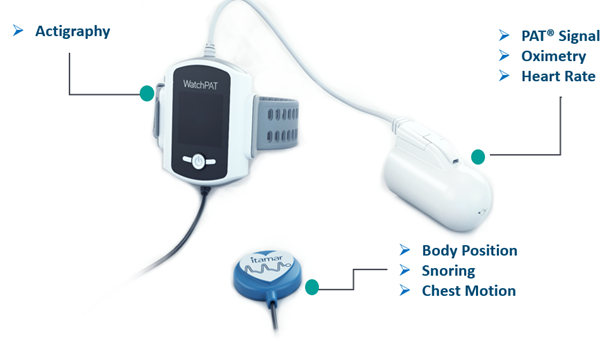 Actigraphy
PAT® Signal
Oximetry
Heart Rate
WatchPAT
itamar
Body Position
Snoring
Chest Motion